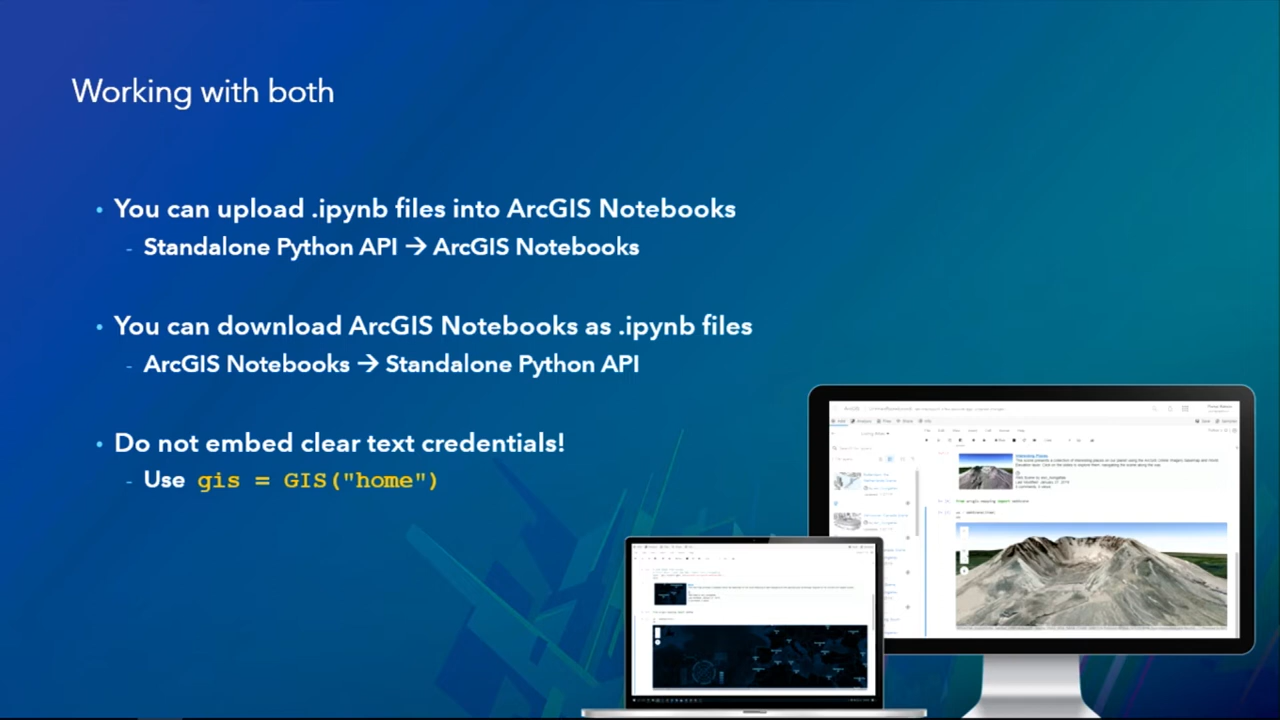 Working with both
• You can upload .ipynb files into ArcGIS Notebooks
- Standalone Python API → ArcGIS Notebooks
• You can download ArcGIS Notebooks as .ipynb files
- ArcGIS Notebooks → Standalone Python API
• Do not embed clear text credentials!
- Use gis = GIS("home")